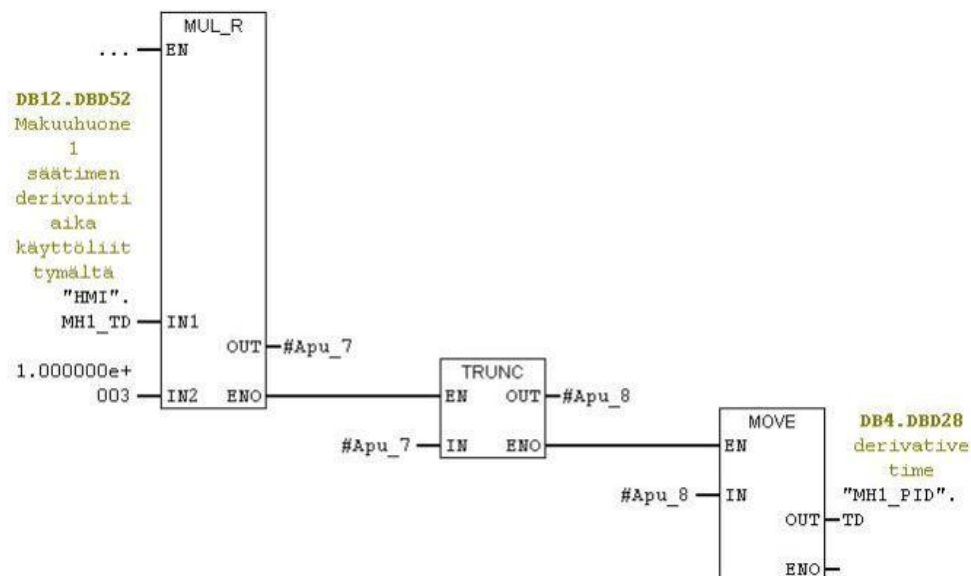 MUL_R
... EN
DB12.DBD52
Makuuhuone
1
säätimen
derivointi
aika
käyttöliit
tymältä
"HMI".
MH1_TD IN1
OUT #Apu_7
1.000000e+
003 IN2 ENO
TRUNC
EN OUT #Apu_8
#Apu_7 IN ENO
MOVE
EN
DB4.DBD28
derivative
time
#Apu_8 IN "MH1_PID".
OUT TD
ENO